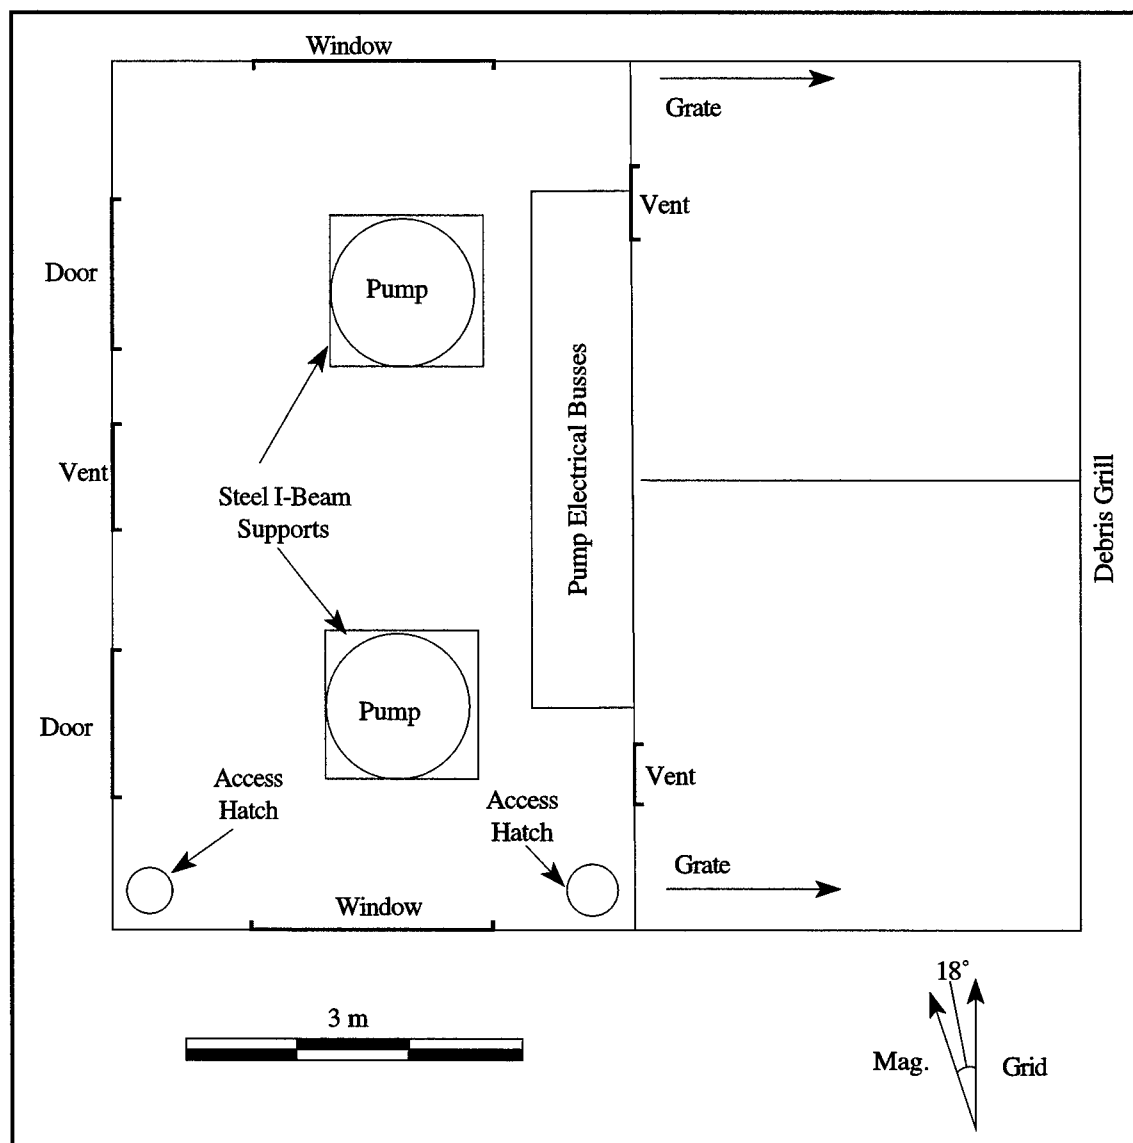 Window
Grate
Vent
Door
Pump
Pump Electrical Busses
Vent
Steel I-Beam
Supports
Debris Grill
Door
Pump
Vent
Access
Hatch
Access
Hatch
Grate
Window
18°
3 m
Mag.
Grid